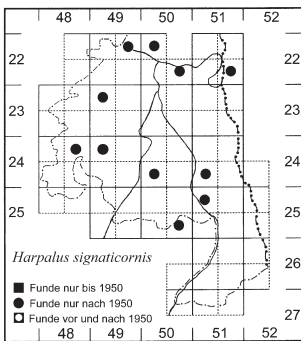 48 49 50 51 52
22 22
23 23
24 24
25 25
26
Harpalus signaticornis
Funde nur bis 1950
Funde nur nach 1950
Funde vor und nach 1950
27
48 49 50 51 52